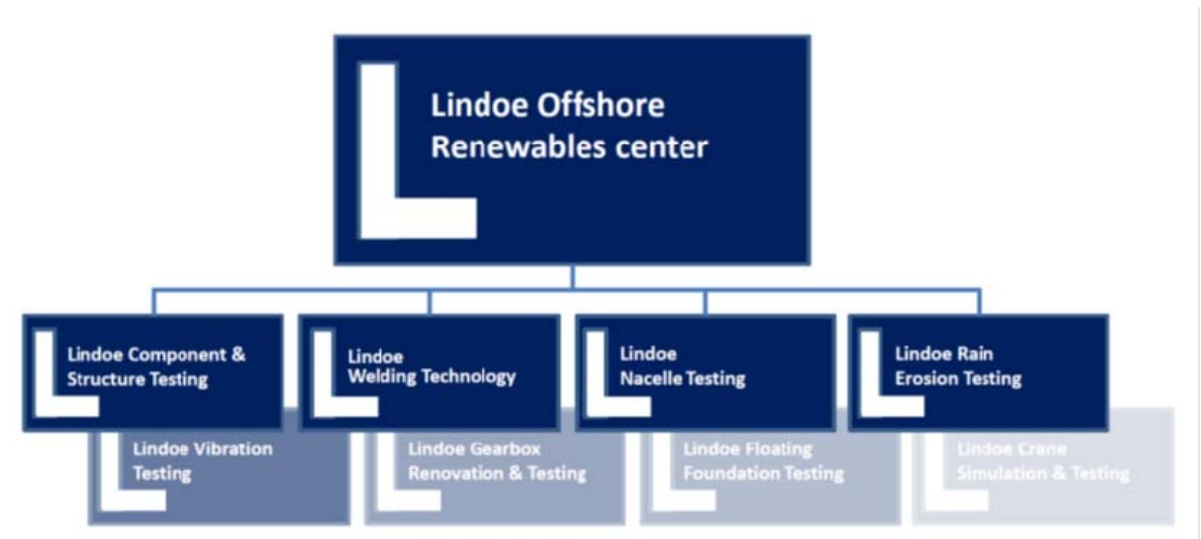 Lindoe Offshore
Renewables center
Lindoe Component &
Structure Testing
Lindoe
Welding Technology
Lindoe
Nacelle Testing
Lindoe Rain
Erosion Testing
Lindoe Vibration
Testing
Lindoe Gearbox
Renovation & Testing
Lindoe Floating
Foundation Testing
Lindoe Crane
Simulation & Testing